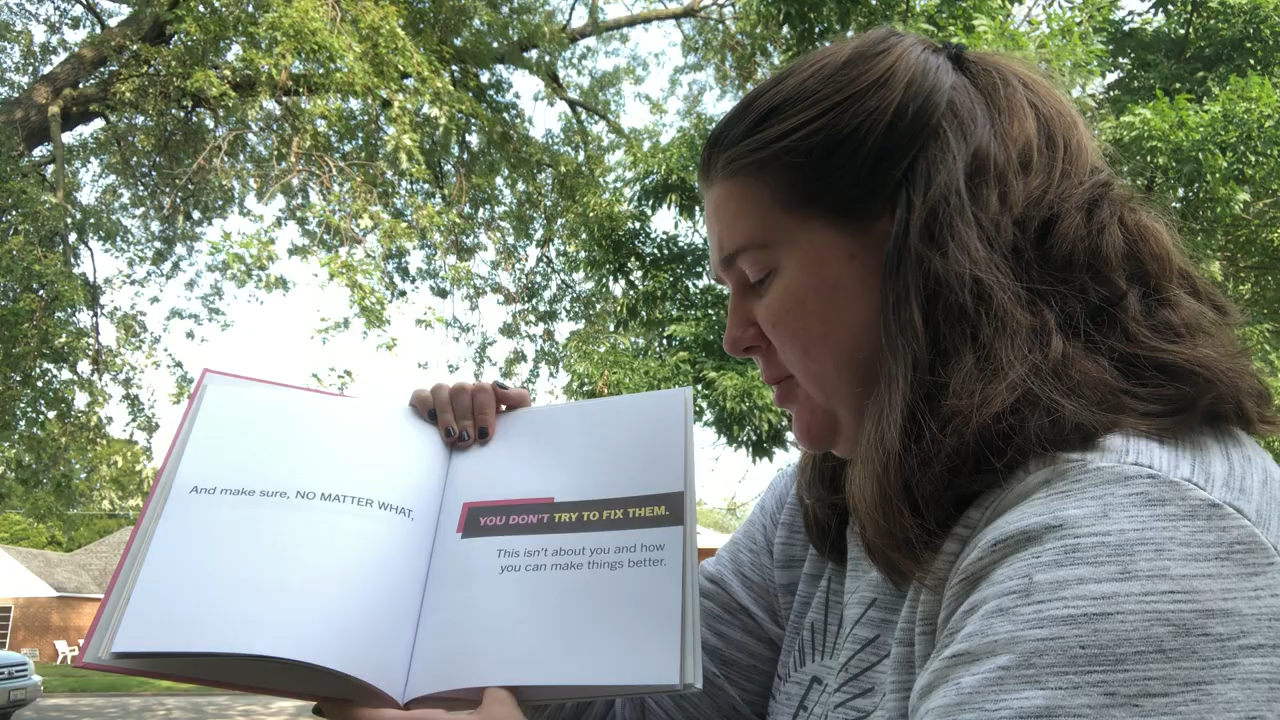 And make sure, NO MATTER WHAT,
YOU DON'T TRY TO FIX THEM.
This isn't about you and how
you can make things better.